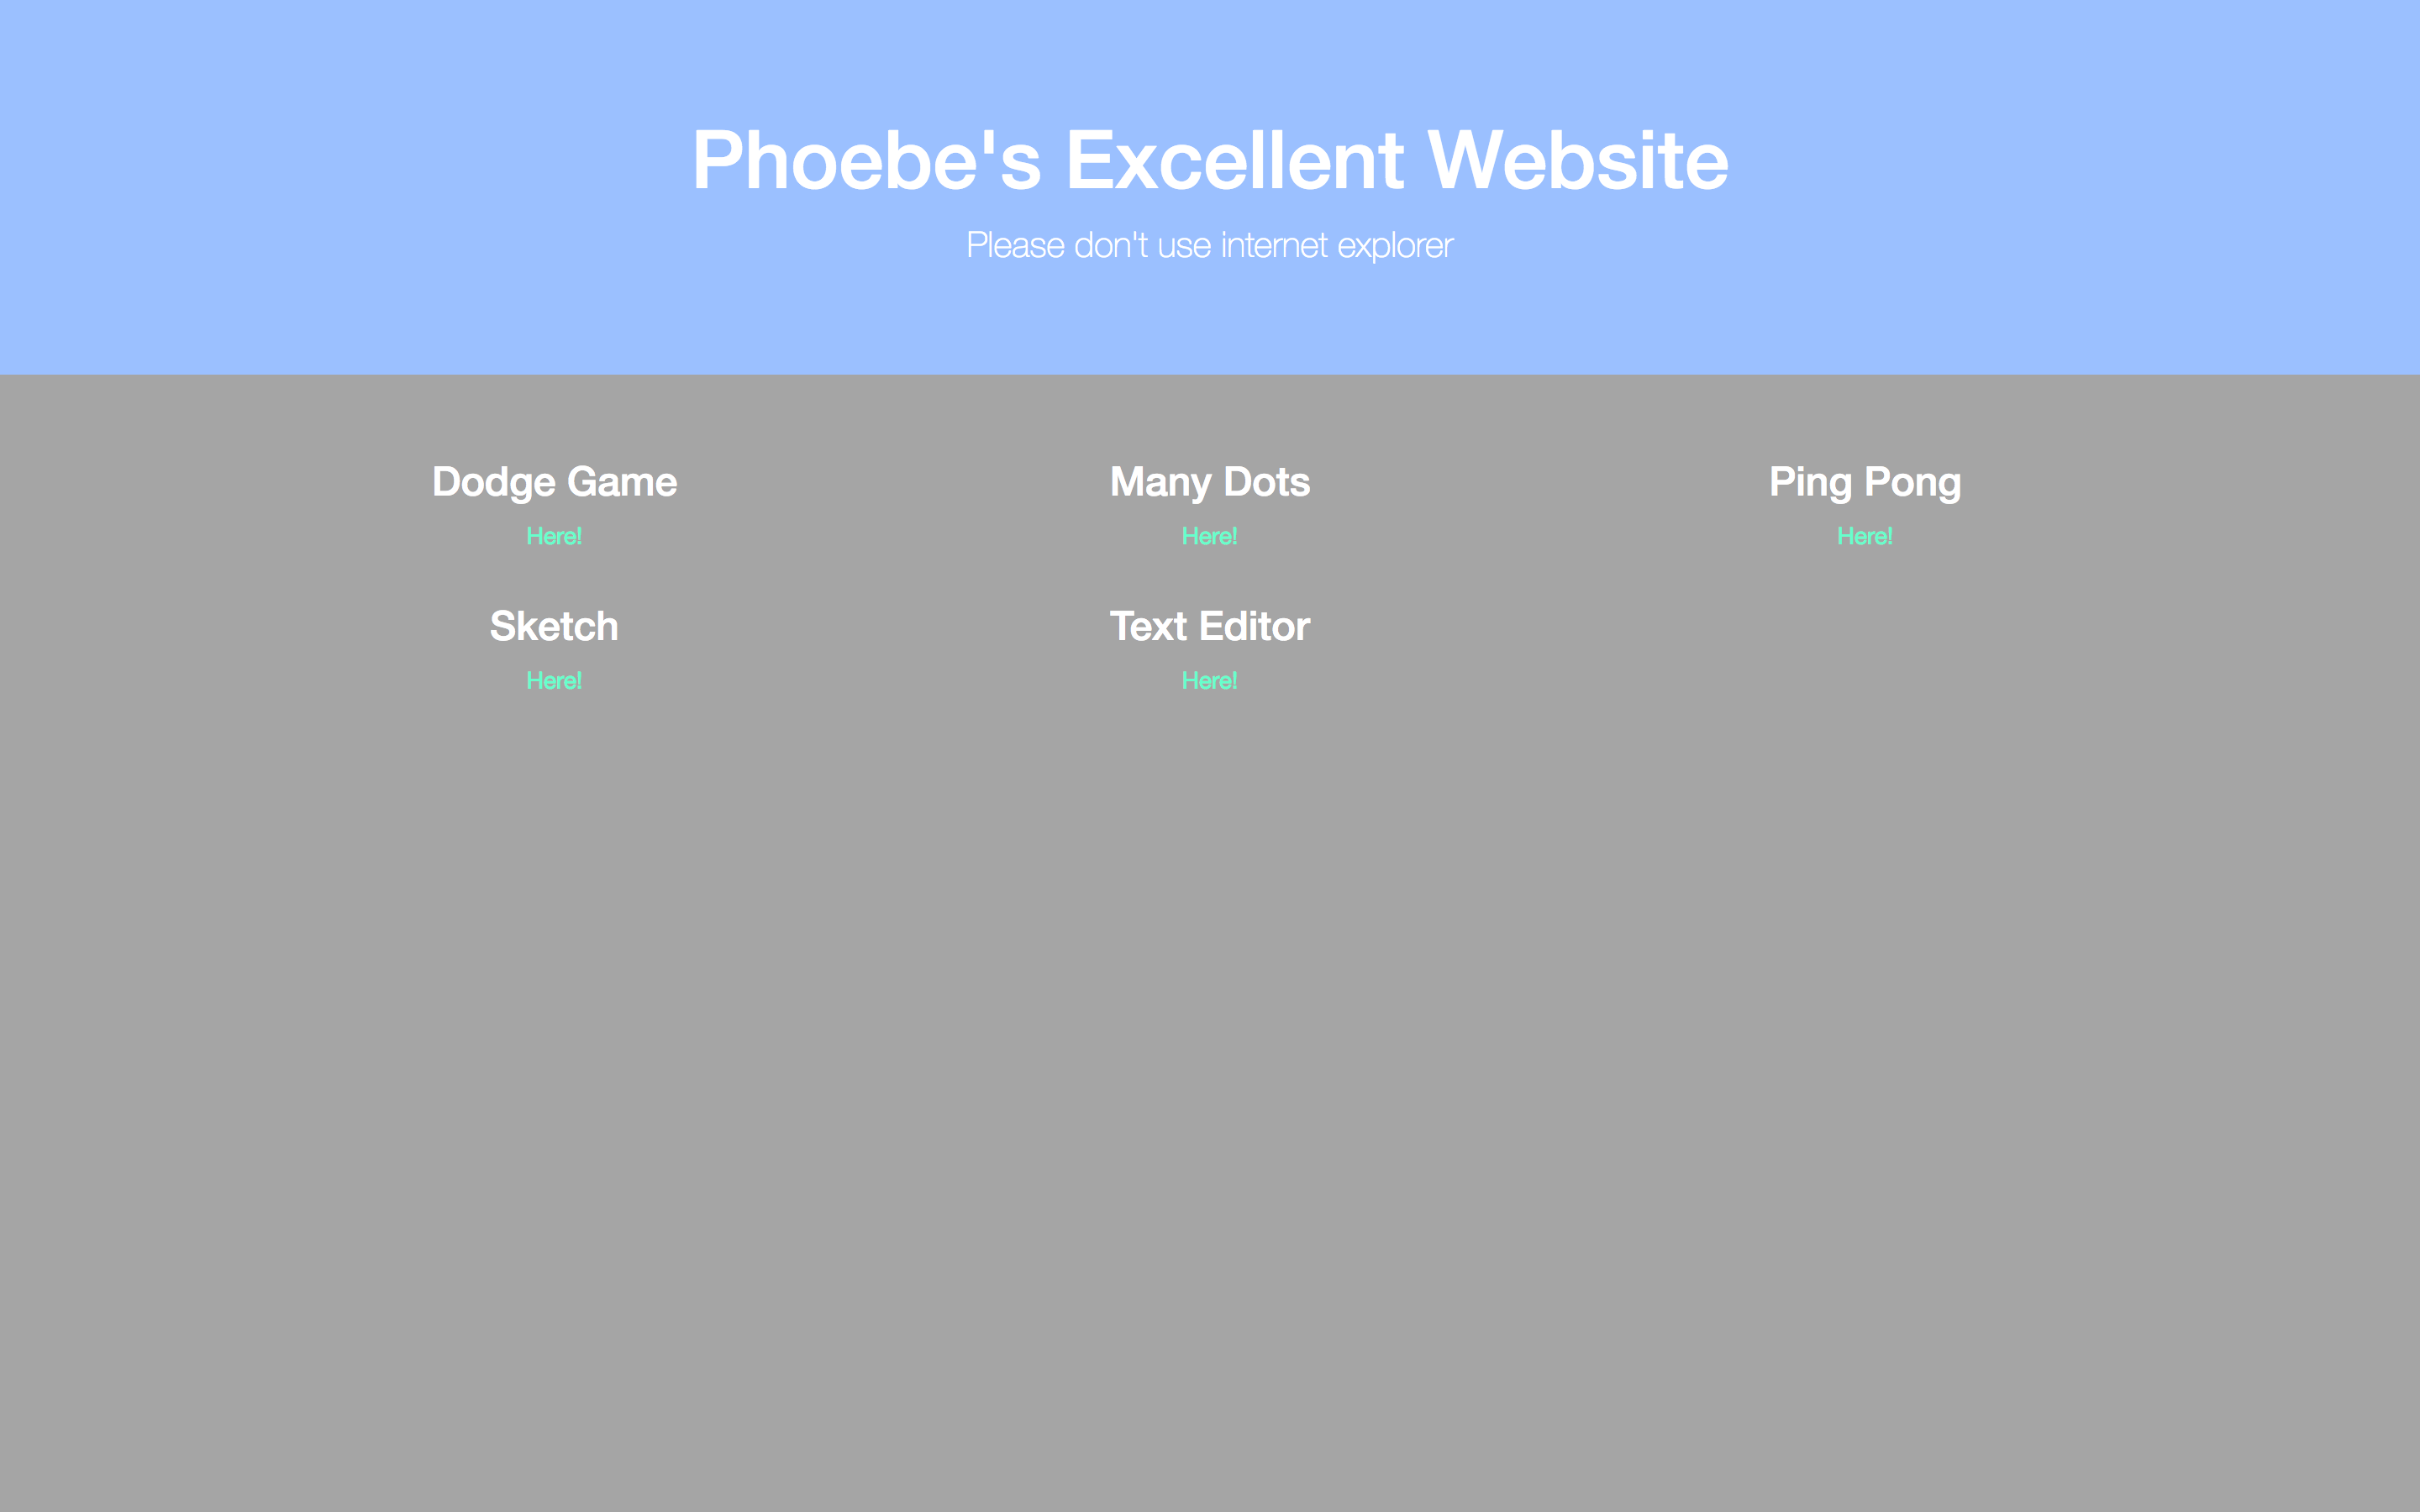 Phoebe's Excellent Website
Please don't use internet explorer
Dodge Game
Here!
Many Dots
Here!
Ping Pong
Here!
Sketch
Here!
Text Editor
Here!